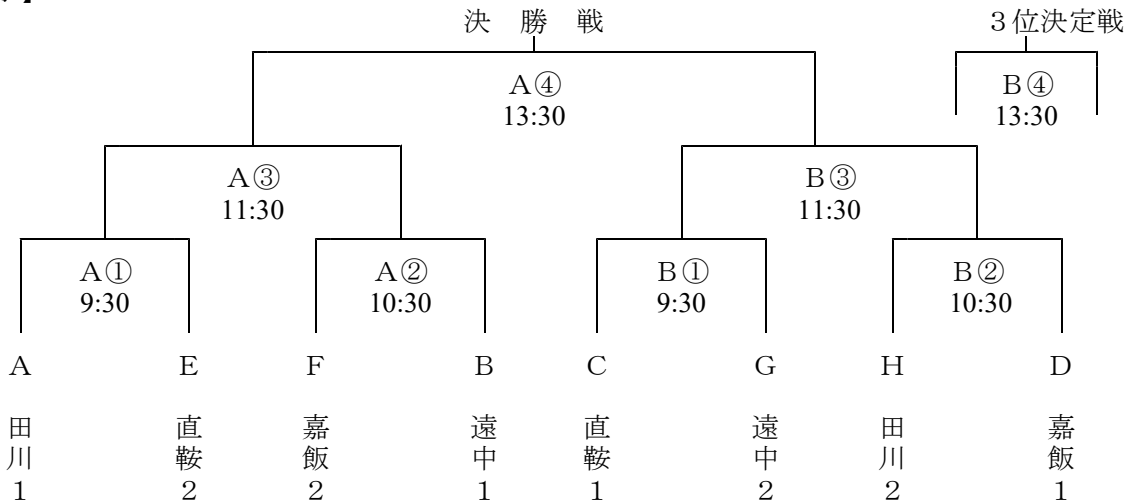 決　勝　戦　３位決定戦
Ａ④　Ｂ④
13:30　13:30
Ａ③　Ｂ③
11:30　11:30
Ａ①　Ａ②　Ｂ①　Ｂ②
9:30　10:30　9:30　10:30
Ａ　Ｅ　Ｆ　Ｂ　Ｃ　Ｇ　Ｈ　Ｄ
田川１
直鞍２
嘉飯２
遠中１
直鞍１
遠中２
田川２
嘉飯１